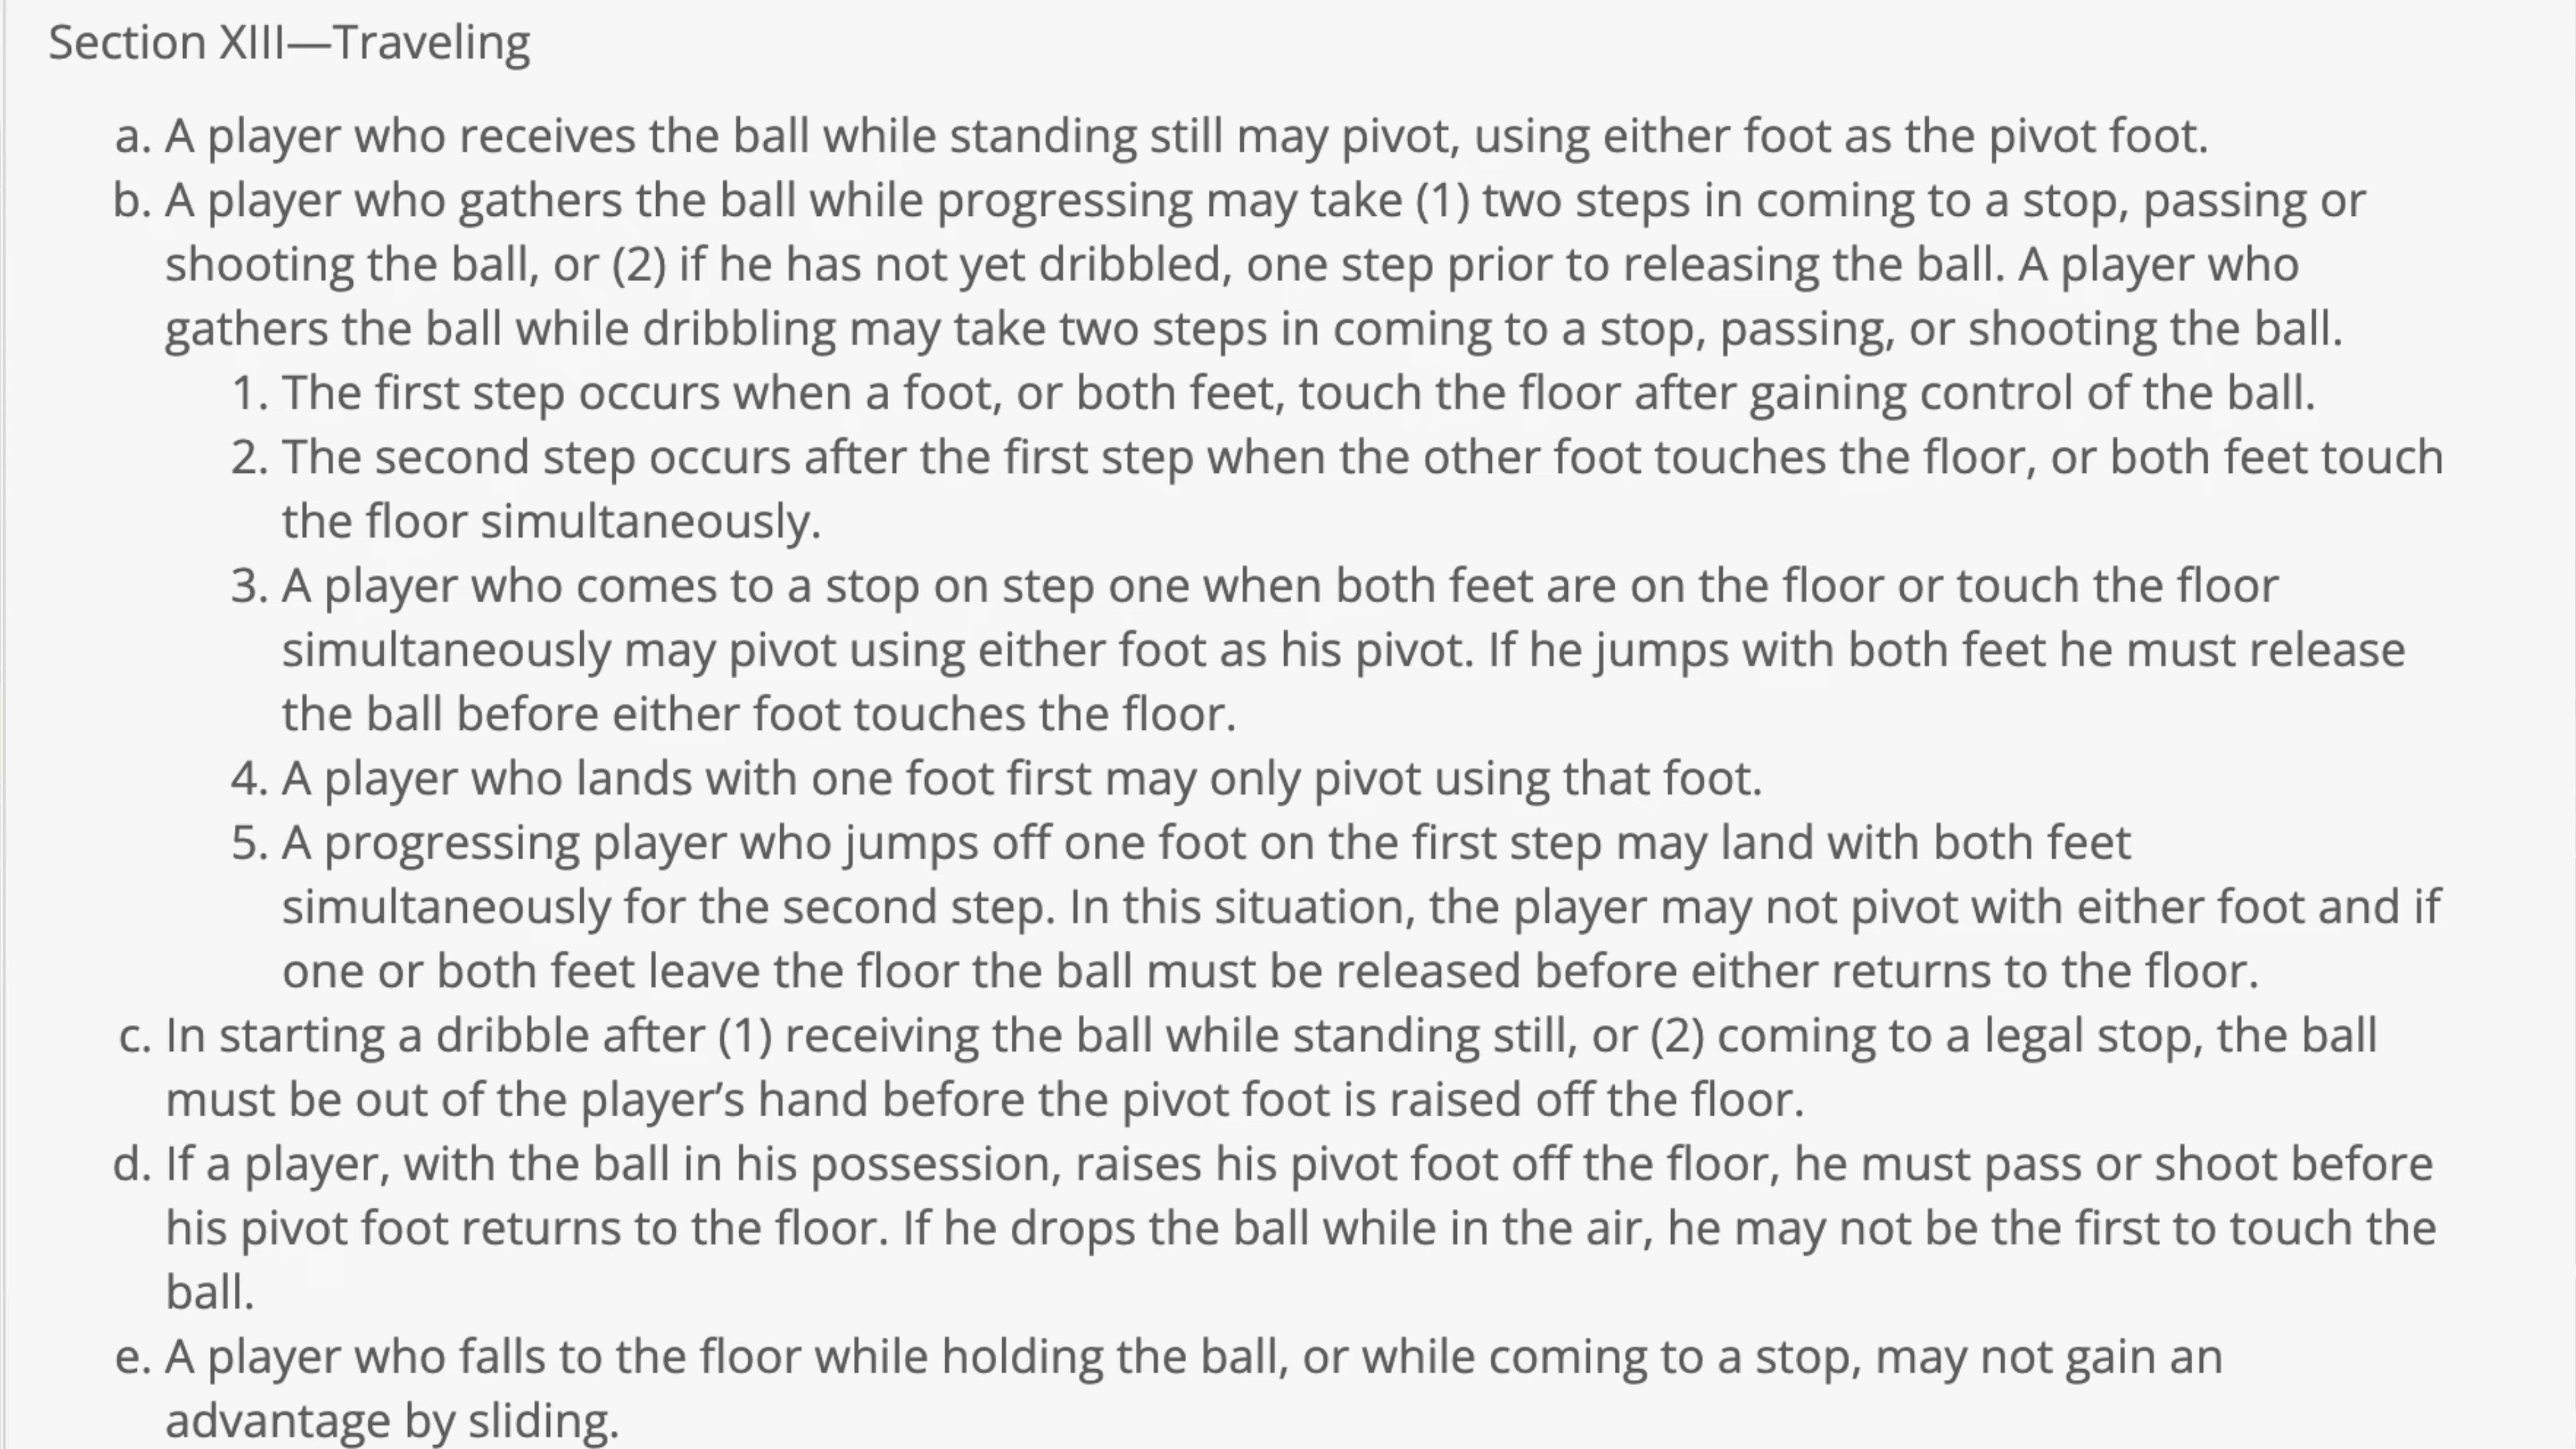 Section XIII—Traveling
a. A player who receives the ball while standing still may pivot, using either foot as the pivot foot.
b. A player who gathers the ball while progressing may take (1) two steps in coming to a stop, passing or
shooting the ball, or (2) if he has not yet dribbled, one step prior to releasing the ball. A player who
gathers the ball while dribbling may take two steps in coming to a stop, passing, or shooting the ball.
1. The first step occurs when a foot, or both feet, touch the floor after gaining control of the ball.
2. The second step occurs after the first step when the other foot touches the floor, or both feet touch
the floor simultaneously.
3. A player who comes to a stop on step one when both feet are on the floor or touch the floor
simultaneously may pivot using either foot as his pivot. If he jumps with both feet he must release
the ball before either foot touches the floor.
4. A player who lands with one foot first may only pivot using that foot.
5. A progressing player who jumps off one foot on the first step may land with both feet
simultaneously for the second step. In this situation, the player may not pivot with either foot and if
one or both feet leave the floor the ball must be released before either returns to the floor.
c. In starting a dribble after (1) receiving the ball while standing still, or (2) coming to a legal stop, the ball
must be out of the player’s hand before the pivot foot is raised off the floor.
d. If a player, with the ball in his possession, raises his pivot foot off the floor, he must pass or shoot before
his pivot foot returns to the floor. If he drops the ball while in the air, he may not be the first to touch the
ball.
e. A player who falls to the floor while holding the ball, or while coming to a stop, may not gain an
advantage by sliding.